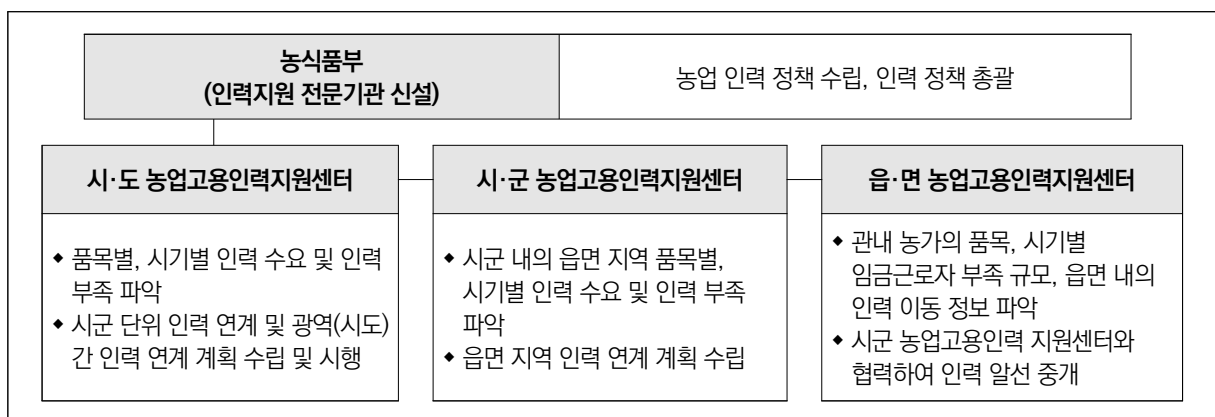 농식품부
(인력지원 전문기관 신설)
농업 인력 정책 수립, 인력 정책 총괄
시·도 농업고용인력지원센터
◆ 품목별, 시기별 인력 수요 및 인력
부족 파악
◆ 시군 단위 인력 연계 및 광역(시도)
간 인력 연계 계획 수립 및 시행
시·군 농업고용인력지원센터
◆ 시군 내의 읍면 지역 품목별,
시기별 인력 수요 및 인력 부족
파악
◆ 읍면 지역 인력 연계 계획 수립
읍·면 농업고용인력지원센터
◆ 관내 농가의 품목, 시기별
임금근로자 부족 규모, 읍면 내의
인력 이동 정보 파악
◆ 시군 농업고용인력 지원센터와
협력하여 인력 알선 중개